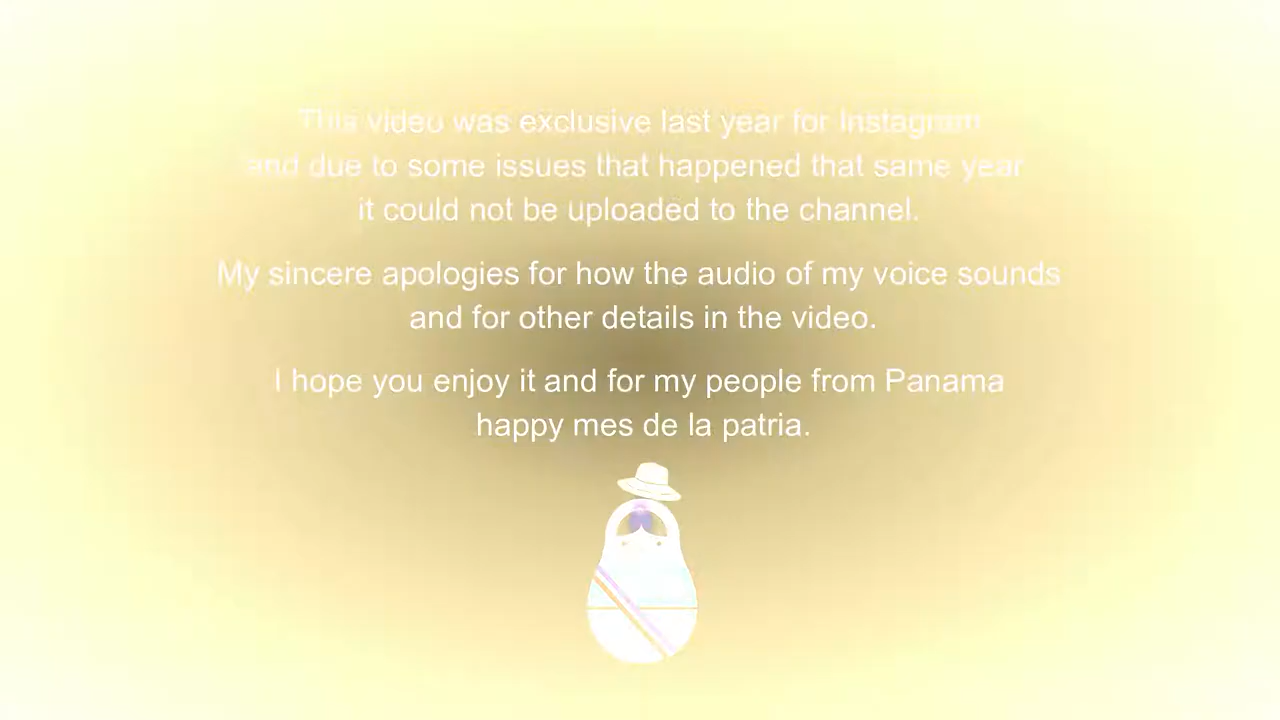 This video was exclusive last year for Instagram
and due to some issues that happened that same year
it could not be uploaded to the channel.
My sincere apologies for how the audio of my voice sounds
and for other details in the video.
I hope you enjoy it and for my people from Panama
happy mes de la patria.